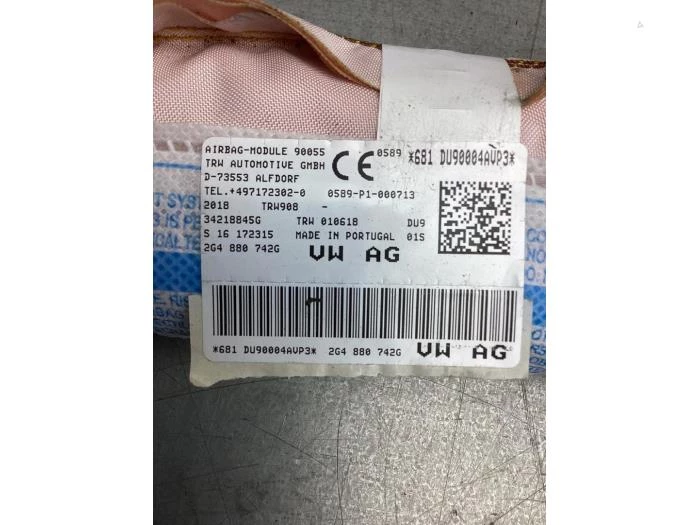 AIRBAG-MODULE 90055
TRW AUTOMOTIVE GMBH
D-73553 ALFDORF
CE 0589
*681 DU90004AVP3*
TEL.+497172302-0 0589-P1-000713
2018 TRW908 -
34218845G TRW 010618 DU9
S 16 172315 MADE IN PORTUGAL 01S
2G4 880 742G VW AG
*681 DU90004AVP3* 2G4 880 742G VW AG